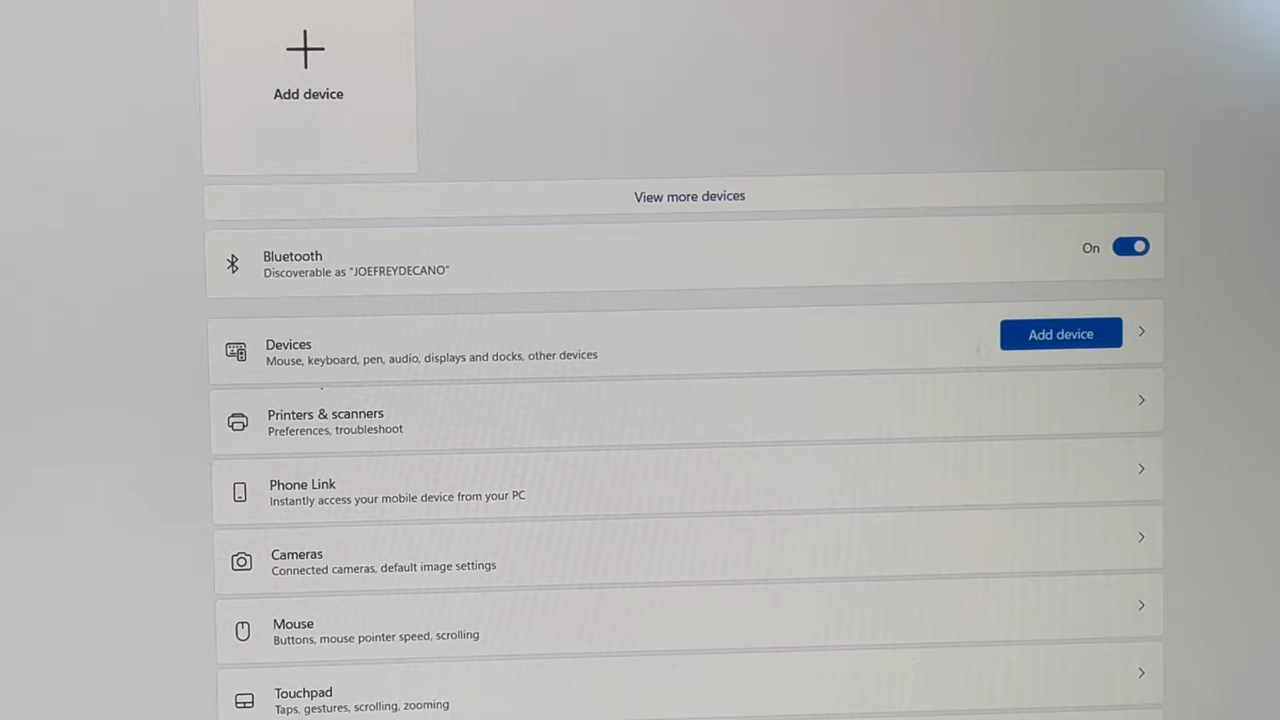 Add device
View more devices
Bluetooth
Discoverable as "JOEFREYDECANO"
On
Devices
Mouse, keyboard, pen, audio, displays and docks, other devices
Add device
Printers & scanners
Preferences, troubleshoot
Phone Link
Instantly access your mobile device from your PC
Cameras
Connected cameras, default image settings
Mouse
Buttons, mouse pointer speed, scrolling
Touchpad
Taps, gestures, scrolling, zooming